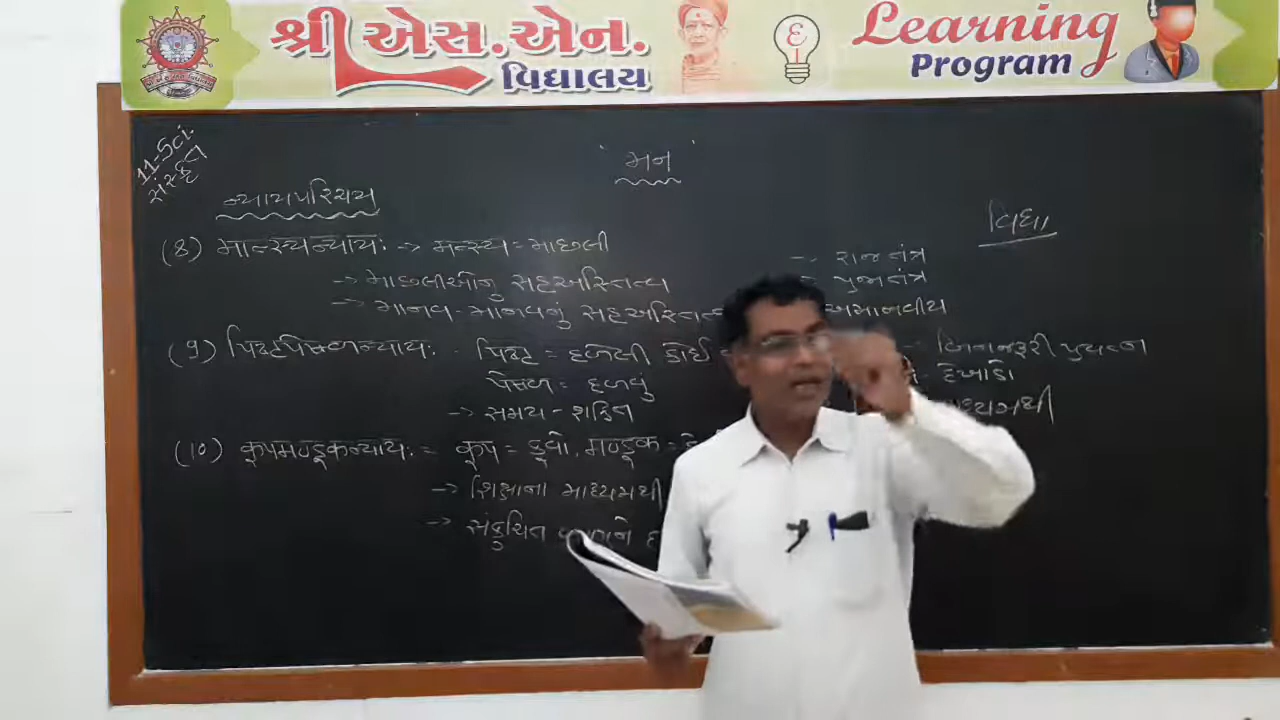 શ્રી એસ.એન. વિદ્યાલય
Learning Program
11-Sci.
સંસ્કૃત
' મન '
ન્યાયપરિચય
વિદ્યા
(8) માત્સ્યન્યાયઃ -> મત્સ્ય = માછલી
-> માછલીઓનુ સહઅસ્તિત્વ
-> માનવ-માનવનું સહઅસ્તિત્વ
- રાજતંત્ર
- પ્રજાતંત્ર
અમાનવીય
(9) પિષ્ટપેષણન્યાયઃ - પિષ્ટ = દળેલી કોઈ
- બિનજરૂરી પ્રયત્ન
પેષણ = દળવું
- દેખાડો
-> સમય - શક્તિ
માધ્યમથી
(10) કૂપમણ્ડૂકન્યાયઃ = કૂપ = કૂવો, મણ્ડૂક =
-> શિક્ષાના માધ્યમથી
-> સંકુચિત